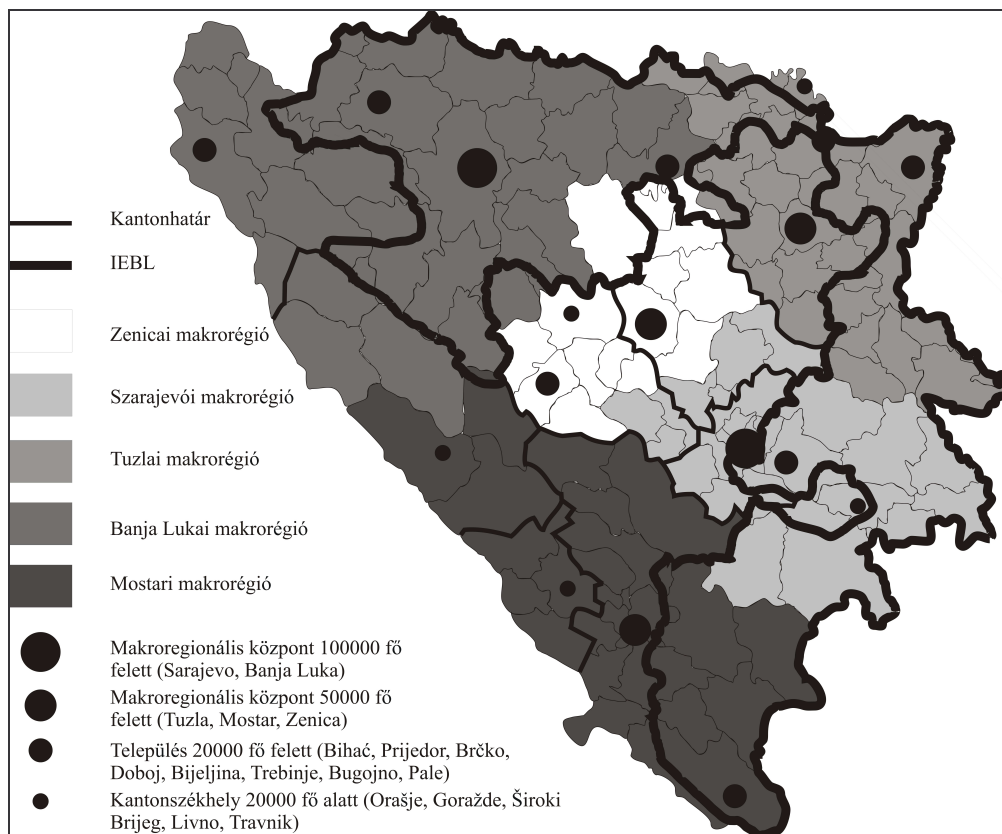 Kantonhatár
IEBL
Zenicai makrorégió
Szarajevói makrorégió
Tuzlai makrorégió
Banja Lukai makrorégió
Mostari makrorégió
Makroregionális központ 100000 fő
felett (Sarajevo, Banja Luka)
Makroregionális központ 50000 fő
felett (Tuzla, Mostar, Zenica)
Település 20000 fő felett (Bihać, Prijedor, Brčko,
Doboj, Bijeljina, Trebinje, Bugojno, Pale)
Kantonszékhely 20000 fő alatt (Orašje, Goražde, Široki
Brijeg, Livno, Travnik)